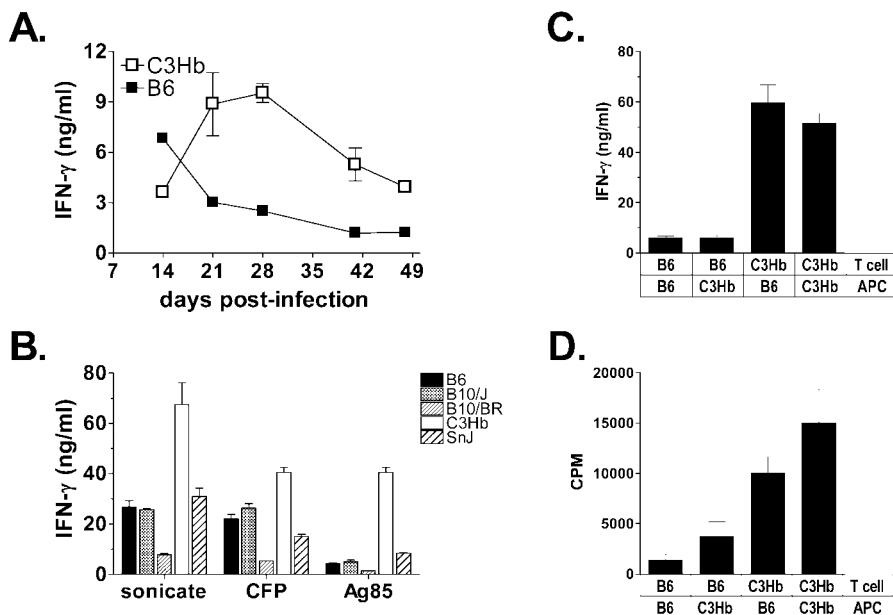 A.
12
9
6
3
0
IFN-γ (ng/ml)
C3Hb
B6
7 14 21 28 35 42 49
days post-infection
B.
80
60
40
20
0
IFN-γ (ng/ml)
B6
B10/J
B10/BR
C3Hb
SnJ
sonicate CFP Ag85
C.
80
60
40
20
0
IFN-γ (ng/ml)
B6 B6 C3Hb C3Hb T cell
B6 C3Hb B6 C3Hb APC
D.
20000
15000
10000
5000
0
CPM
B6 B6 C3Hb C3Hb T cell
B6 C3Hb B6 C3Hb APC